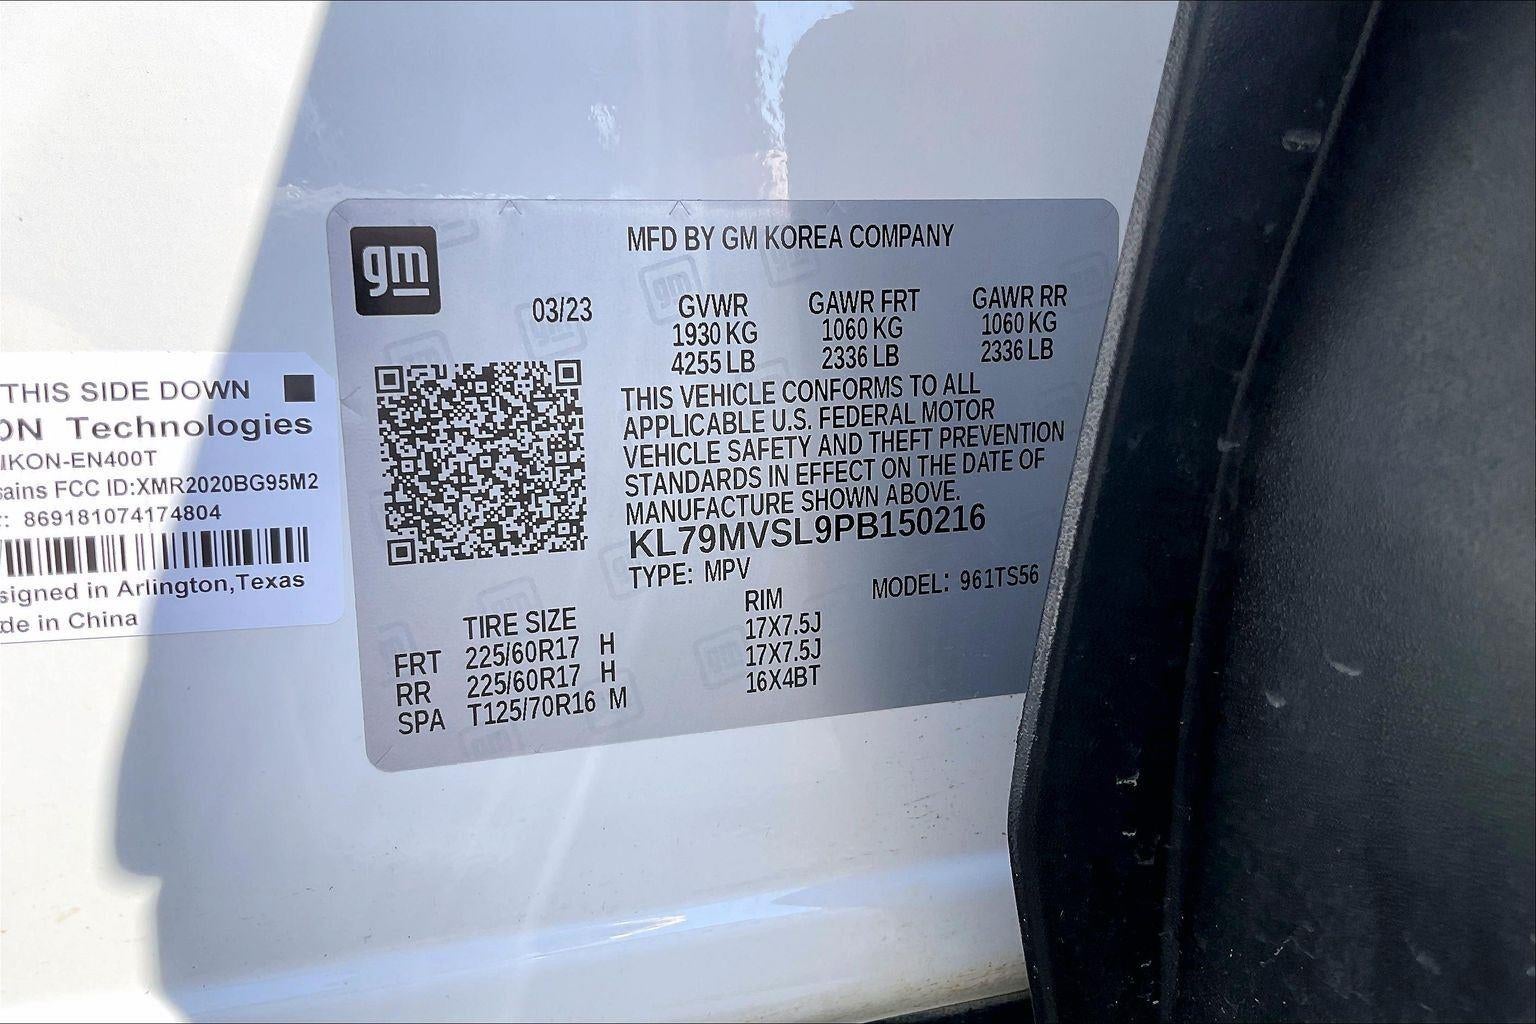 gm
MFD BY GM KOREA COMPANY
03/23
GVWR GAWR FRT GAWR RR
1930 KG 1060 KG 1060 KG
4255 LB 2336 LB 2336 LB
THIS VEHICLE CONFORMS TO ALL
APPLICABLE U.S. FEDERAL MOTOR
VEHICLE SAFETY AND THEFT PREVENTION
STANDARDS IN EFFECT ON THE DATE OF
MANUFACTURE SHOWN ABOVE.
KL79MVSL9PB150216
TYPE: MPV MODEL: 961TS56
TIRE SIZE RIM
FRT 225/60R17 H 17X7.5J
RR 225/60R17 H 17X7.5J
SPA T125/70R16 M 16X4BT
THIS SIDE DOWN
ON Technologies
IKON-EN400T
ains FCC ID:XMR2020BG95M2
: 869181074174804
signed in Arlington,Texas
de in China